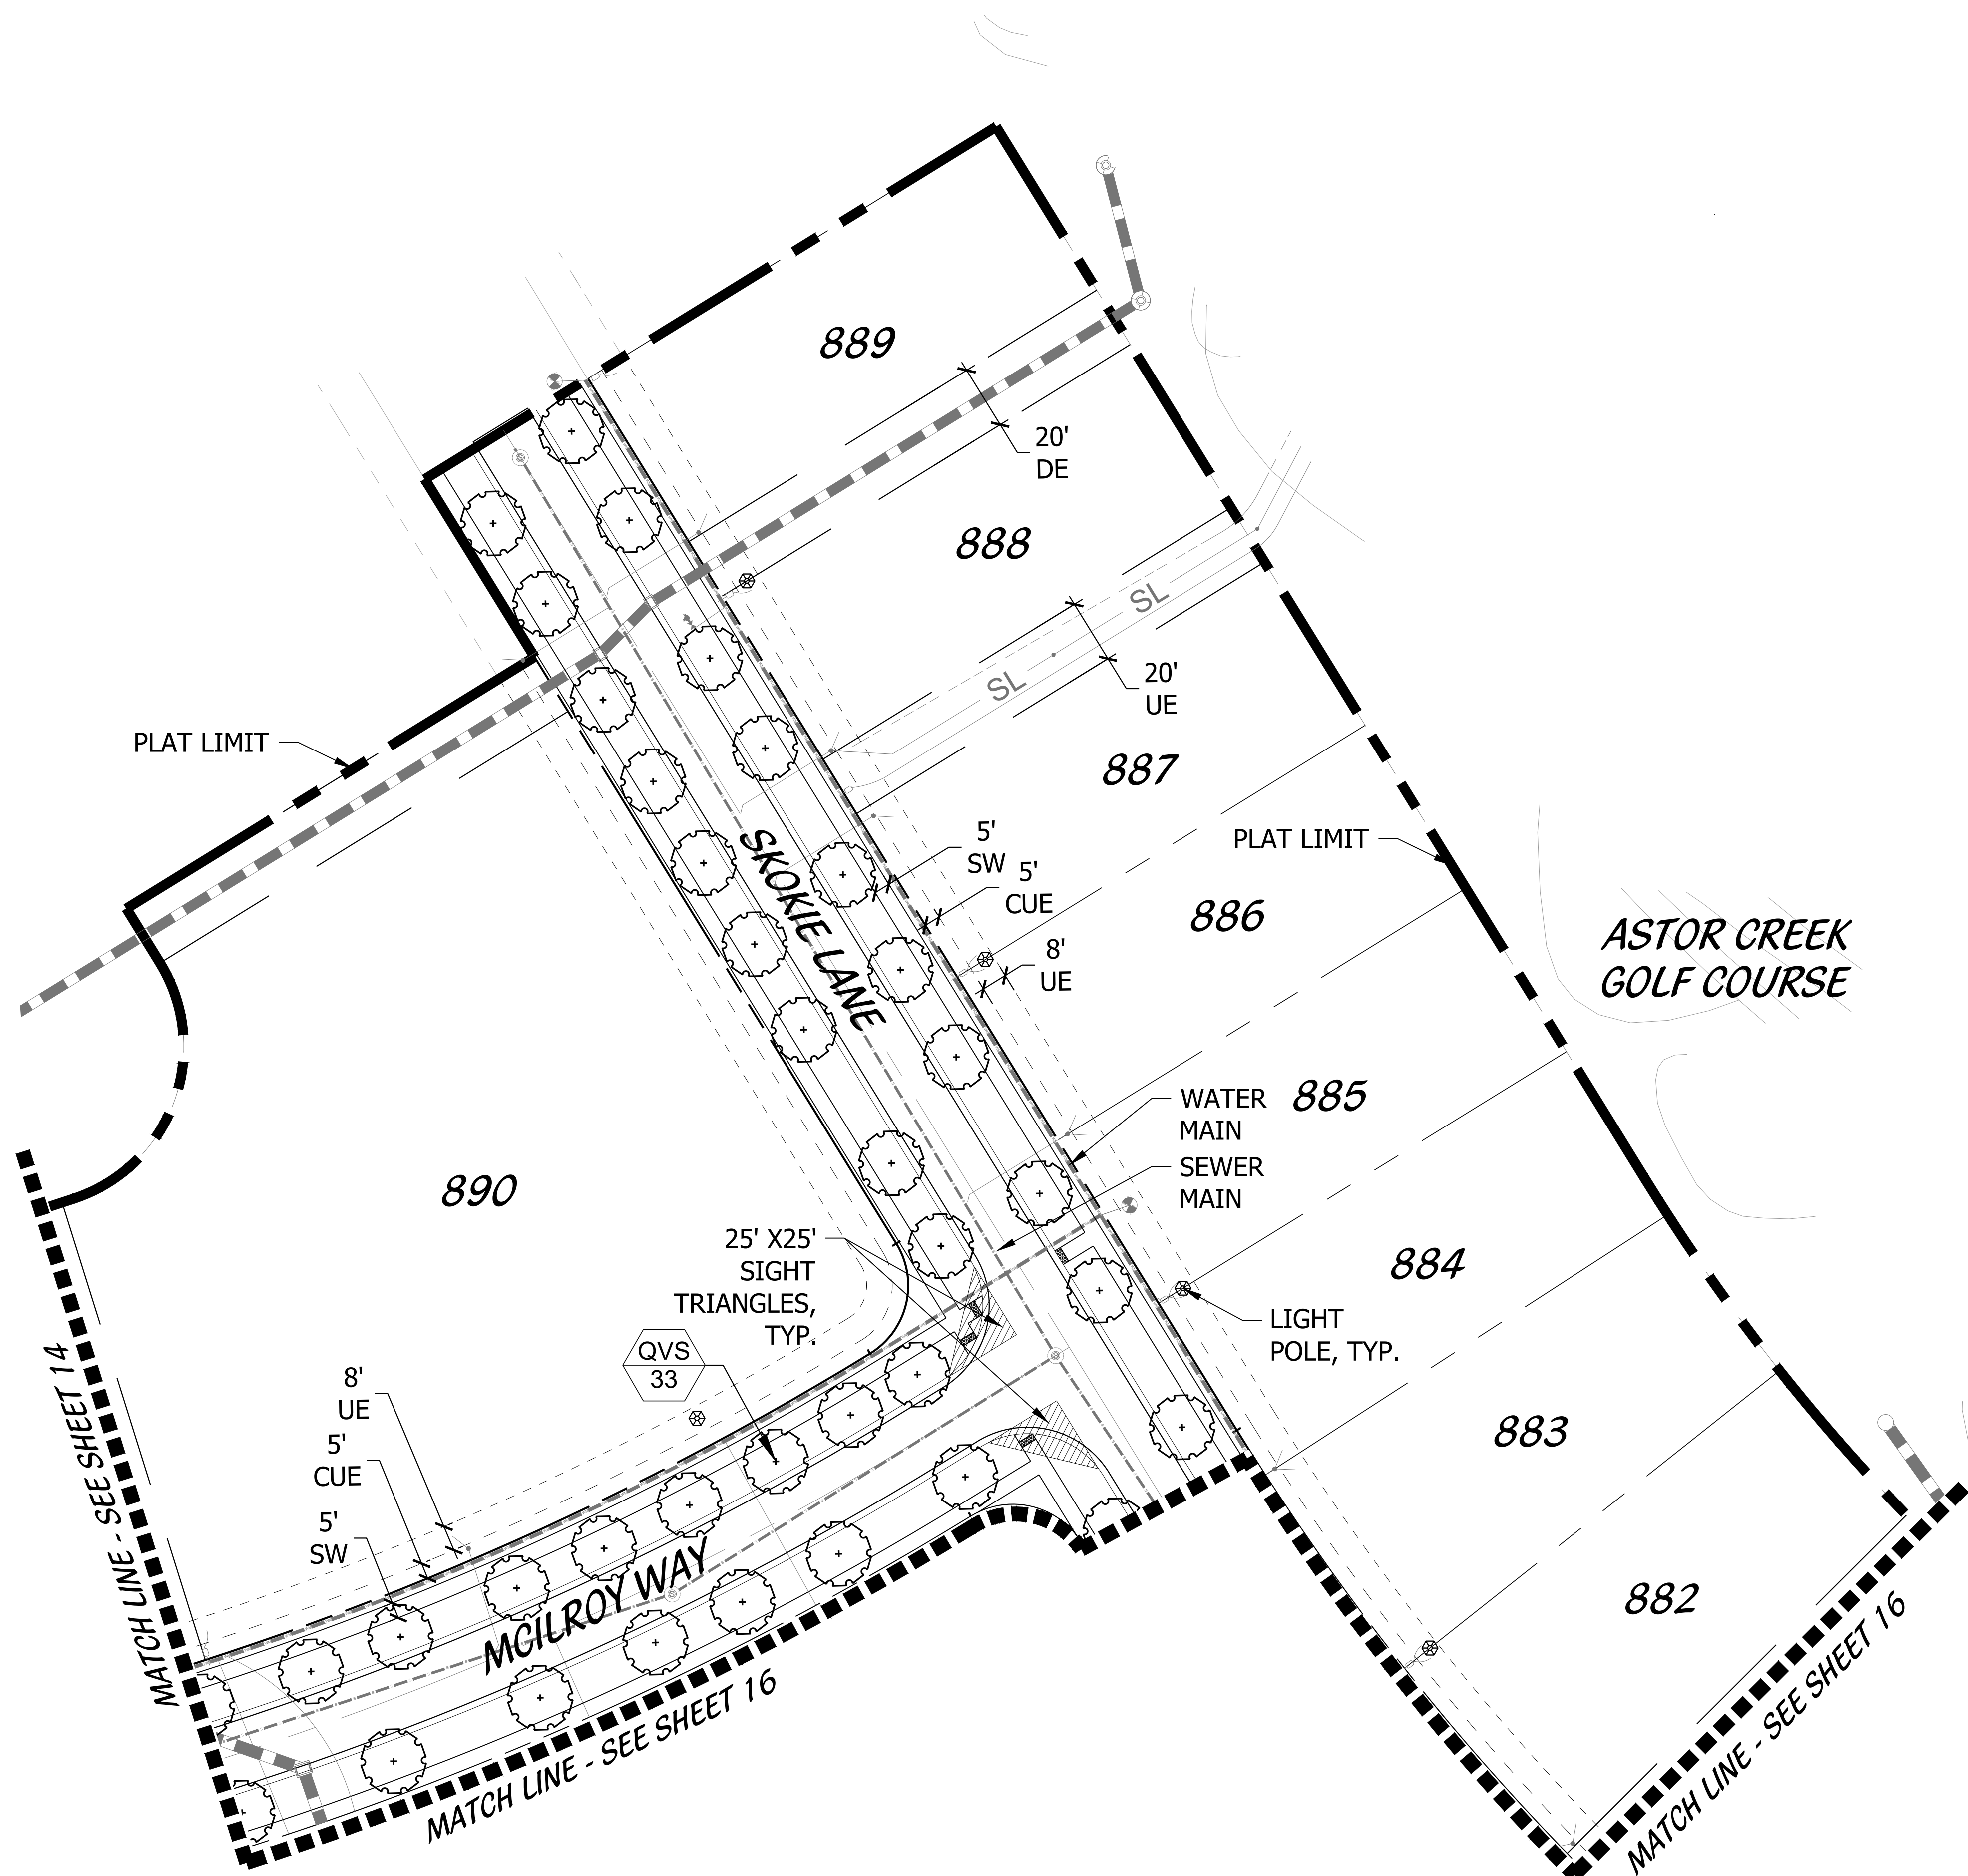 889
20'
DE
888
SL
SL
20'
UE
PLAT LIMIT
887
5'
SW
5'
CUE
PLAT LIMIT
886
8'
UE
SKOKIE LANE
ASTOR CREEK
GOLF COURSE
WATER
MAIN
885
SEWER
MAIN
890
25' X25'
SIGHT
TRIANGLES,
TYP.
884
LIGHT
POLE, TYP.
QVS
33
8'
UE
5'
CUE
5'
SW
883
MATCH LINE - SEE SHEET 14
MCILROY WAY
882
MATCH LINE - SEE SHEET 16
MATCH LINE - SEE SHEET 16